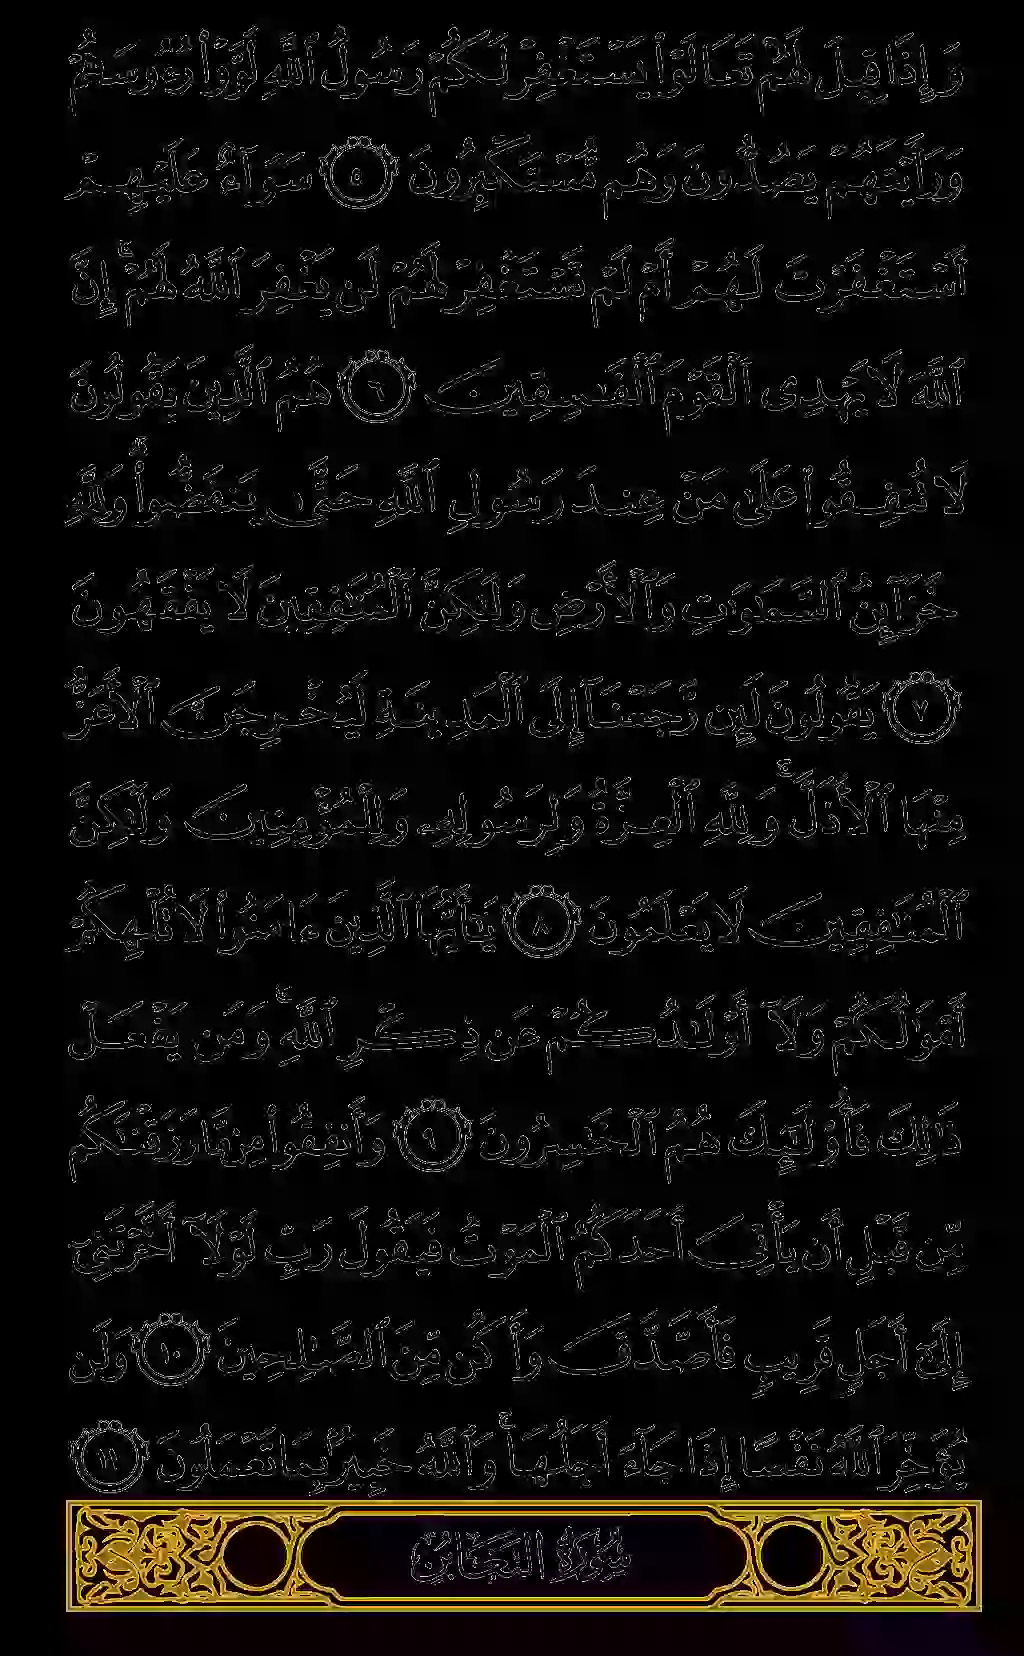 وَإِذَا قِيلَ لَهُمْ تَعَالَوْا۟ يَسْتَغْفِرْ لَكُمْ رَسُولُ ٱللَّهِ لَوَّوْا۟ رُءُوسَهُمْ
وَرَأَيْتَهُمْ يَصُدُّونَ وَهُم مُّسْتَكْبِرُونَ ٥ سَوَآءٌ عَلَيْهِمْ
أَسْتَغْفَرْتَ لَهُمْ أَمْ لَمْ تَسْتَغْفِرْ لَهُمْ لَن يَغْفِرَ ٱللَّهُ لَهُمْ ۚ إِنَّ
ٱللَّهَ لَا يَهْدِى ٱلْقَوْمَ ٱلْفَـٰسِقِينَ ٦ هُمُ ٱلَّذِينَ يَقُولُونَ
لَا تُنفِقُوا۟ عَلَىٰ مَنْ عِندَ رَسُولِ ٱللَّهِ حَتَّىٰ يَنفَضُّوا۟ ۗ وَلِلَّهِ
خَزَآئِنُ ٱلسَّمَـٰوَٰتِ وَٱلْأَرْضِ وَلَـٰكِنَّ ٱلْمُنَـٰفِقِينَ لَا يَفْقَهُونَ
٧ يَقُولُونَ لَئِن رَّجَعْنَآ إِلَى ٱلْمَدِينَةِ لَيُخْرِجَنَّ ٱلْأَعَزُّ
مِنْهَا ٱلْأَذَلَّ ۚ وَلِلَّهِ ٱلْعِزَّةُ وَلِرَسُولِهِۦ وَلِلْمُؤْمِنِينَ وَلَـٰكِنَّ
ٱلْمُنَـٰفِقِينَ لَا يَعْلَمُونَ ٨ يَـٰٓأَيُّهَا ٱلَّذِينَ ءَامَنُوا۟ لَا تُلْهِكُمْ
أَمْوَٰلُكُمْ وَلَآ أَوْلَـٰدُكُمْ عَن ذِكْرِ ٱللَّهِ ۚ وَمَن يَفْعَلْ
ذَٰلِكَ فَأُو۟لَـٰٓئِكَ هُمُ ٱلْخَـٰسِرُونَ ٩ وَأَنفِقُوا۟ مِن مَّا رَزَقْنَـٰكُم
مِّن قَبْلِ أَن يَأْتِىَ أَحَدَكُمُ ٱلْمَوْتُ فَيَقُولَ رَبِّ لَوْلَآ أَخَّرْتَنِىٓ
إِلَىٰٓ أَجَلٍ قَرِيبٍ فَأَصَّدَّقَ وَأَكُن مِّنَ ٱلصَّـٰلِحِينَ ١٠ وَلَن
يُؤَخِّرَ ٱللَّهُ نَفْسًا إِذَا جَآءَ أَجَلُهَا ۚ وَٱللَّهُ خَبِيرٌۢ بِمَا تَعْمَلُونَ ١١
سُورَةُ التَّغَابُنِ